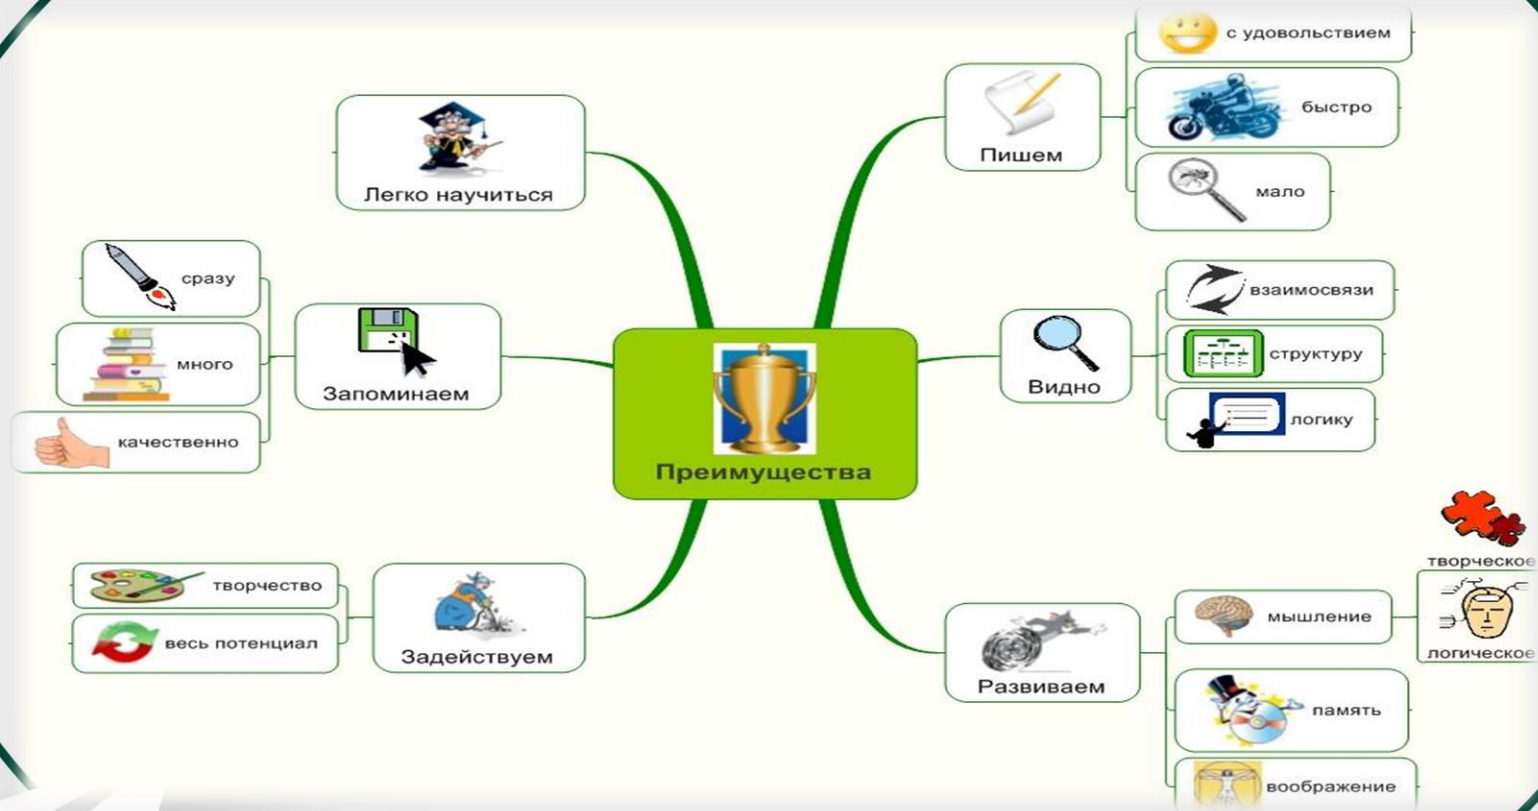 Преимущества
Легко научиться
Запоминаем
сразу
много
качественно
Задействуем
творчество
весь потенциал
Пишем
с удовольствием
быстро
мало
Видно
взаимосвязи
структуру
логику
Развиваем
мышление
творческое
логическое
память
воображение